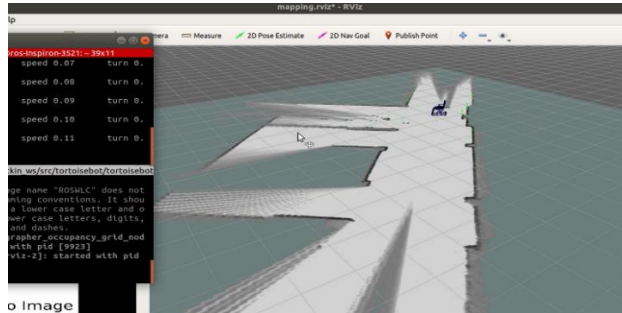 mapping.rviz* - RViz
lp
mera
Measure
2D Pose Estimate
2D Nav Goal
Publish Point
oros-Inspiron-3521: ~ 39x11
speed 0.07 turn 0.
speed 0.08 turn 0.
speed 0.09 turn 0.
speed 0.10 turn 0.
speed 0.11 turn 0.
kin_ws/src/tortoisebot/tortoisebot
ge name "ROSWLC" does not
ming conventions. It shou
a lower case letter and o
wer case letters, digits,
and dashes.
grapher_occupancy_grid_nod
with pid [9923]
rviz-2]: started with pid
o Image